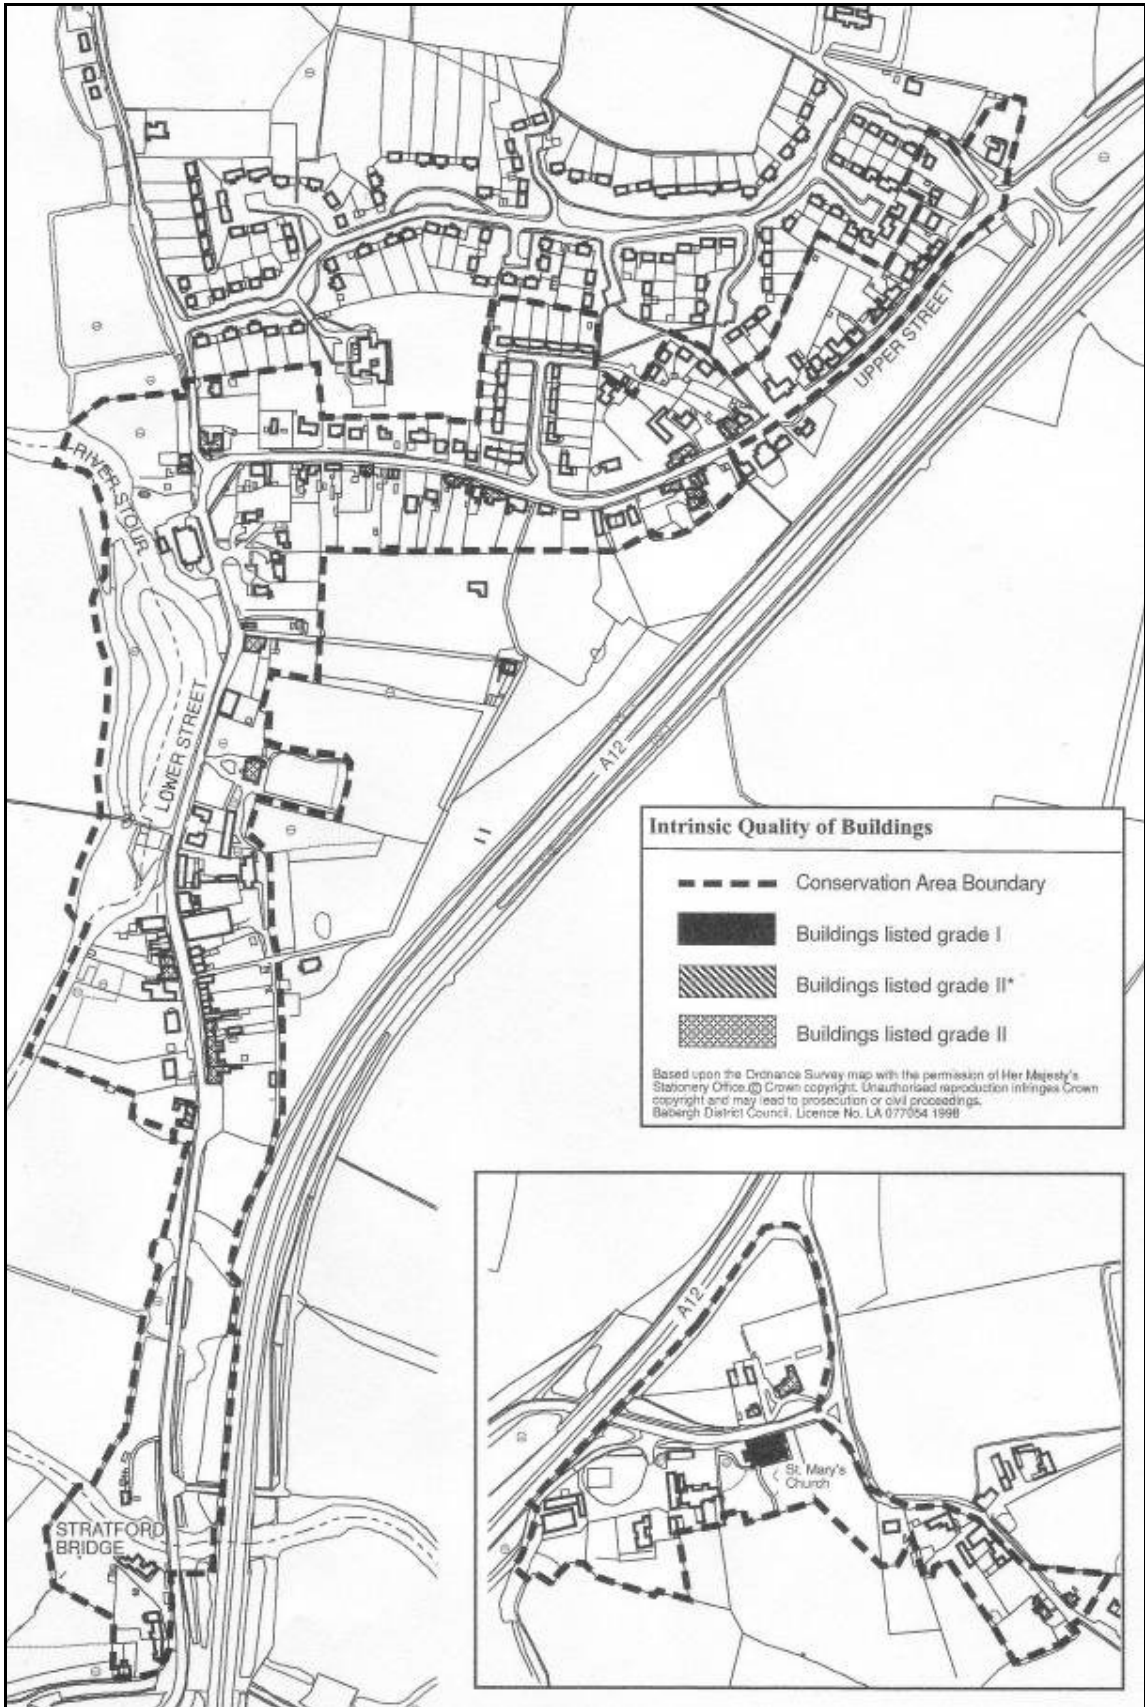 UPPER STREET
RIVER STOUR
LOWER STREET
A12
Intrinsic Quality of Buildings
Conservation Area Boundary
Buildings listed grade I
Buildings listed grade II*
Buildings listed grade II
Based upon the Ordnance Survey map with the permission of Her Majesty's
Stationery Office © Crown copyright. Unauthorised reproduction infringes Crown
copyright and may lead to prosecution or civil proceedings.
Babergh District Council. Licence No. LA 077054 1998
A12
St. Mary's
Church
STRATFORD
BRIDGE